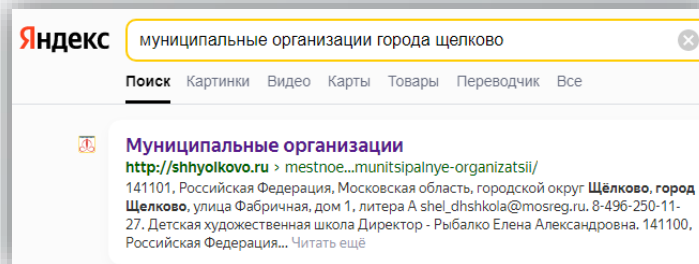 Яндекс
муниципальные организации города щелково
Поиск Картинки Видео Карты Товары Переводчик Все
Муниципальные организации
http://shhyolkovo.ru › mestnoe...munitsipalnye-organizatsii/
141101, Российская Федерация, Московская область, городской округ Щёлково, город
Щелково, улица Фабричная, дом 1, литера А shel_dhshkola@mosreg.ru. 8-496-250-11-
27. Детская художественная школа Директор - Рыбалко Елена Александровна. 141100,
Российская Федерация... Читать ещё